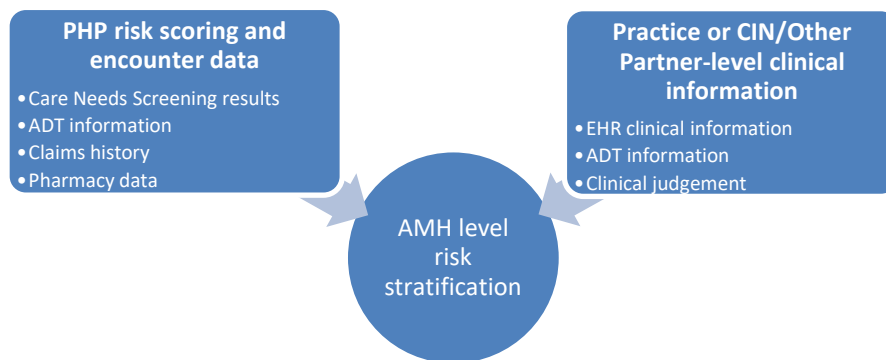 PHP risk scoring and
encounter data
•Care Needs Screening results
•ADT information
•Claims history
•Pharmacy data
Practice or CIN/Other
Partner-level clinical
information
•EHR clinical information
•ADT information
•Clinical judgement
AMH level
risk
stratification